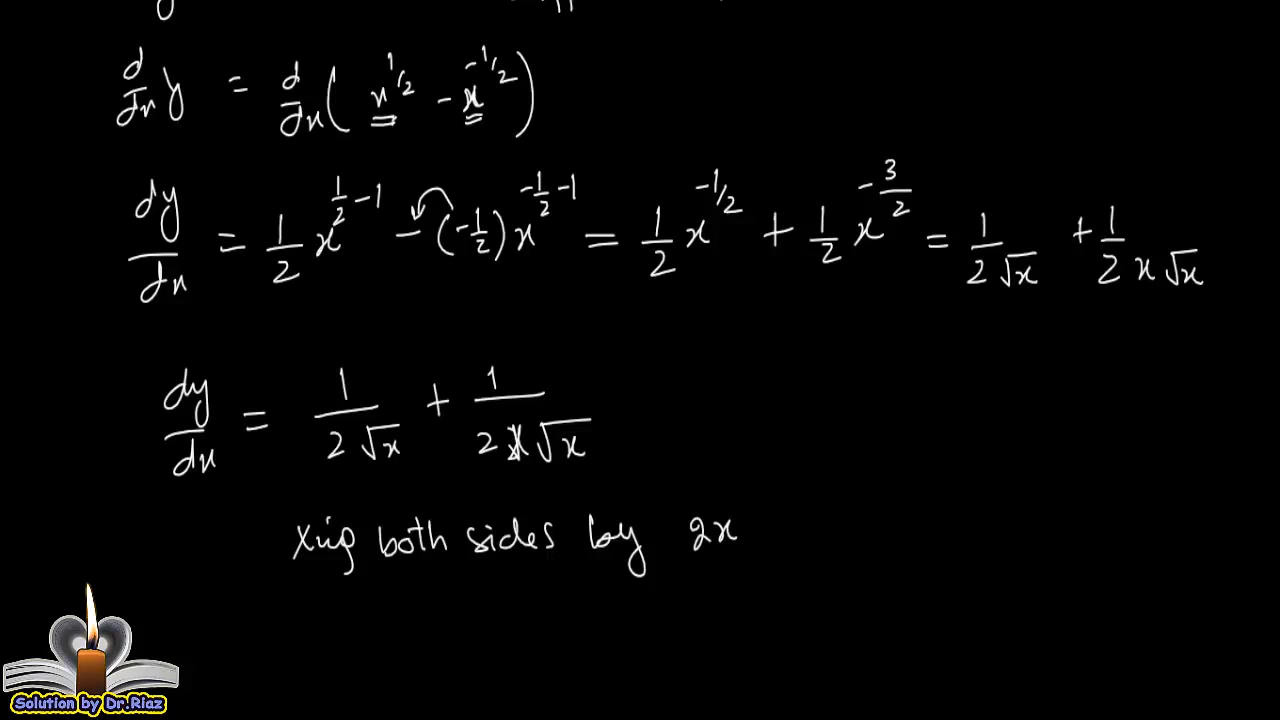 d/dx y = d/dx ( x^1/2 - x^-1/2 )
dy/dx = 1/2 x^(1/2 - 1) - (-1/2) x^(-1/2 - 1) = 1/2 x^-1/2 + 1/2 x^-3/2 = 1/2√x + 1/2x√x
dy/dx = 1/2√x + 1/2x√x
Xing both sides by 2x
Solution by Dr.Riaz